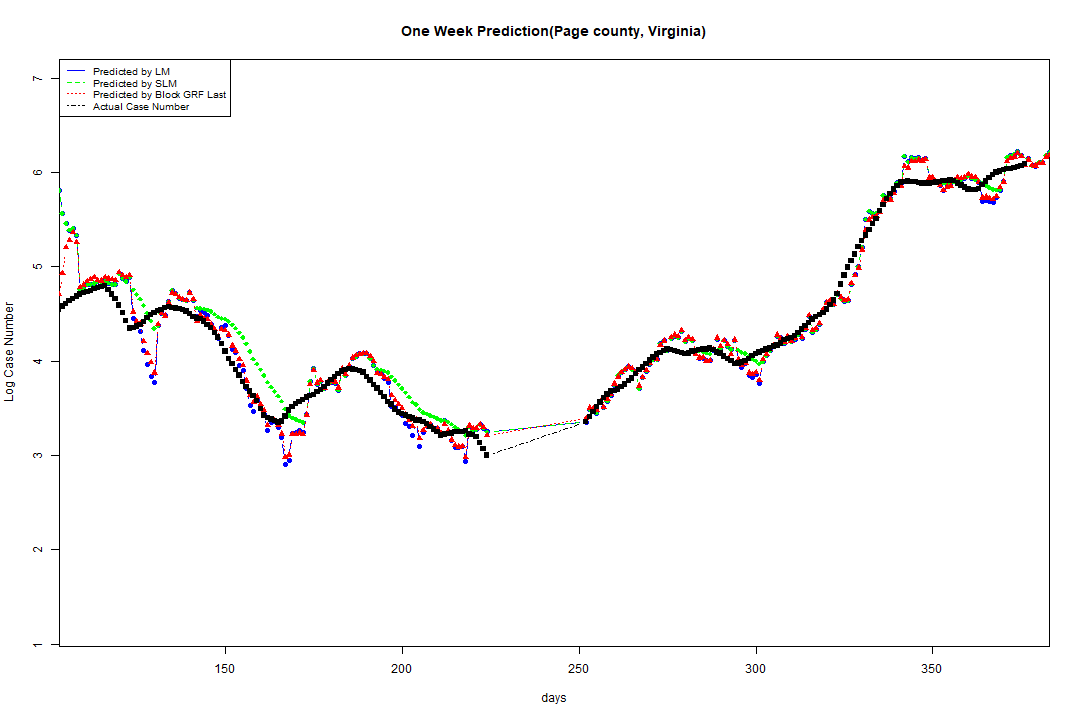 One Week Prediction(Page county, Virginia)
Predicted by LM
Predicted by SLM
Predicted by Block GRF Last
Actual Case Number
7
6
5
4
3
2
1
Log Case Number
150 200 250 300 350
days